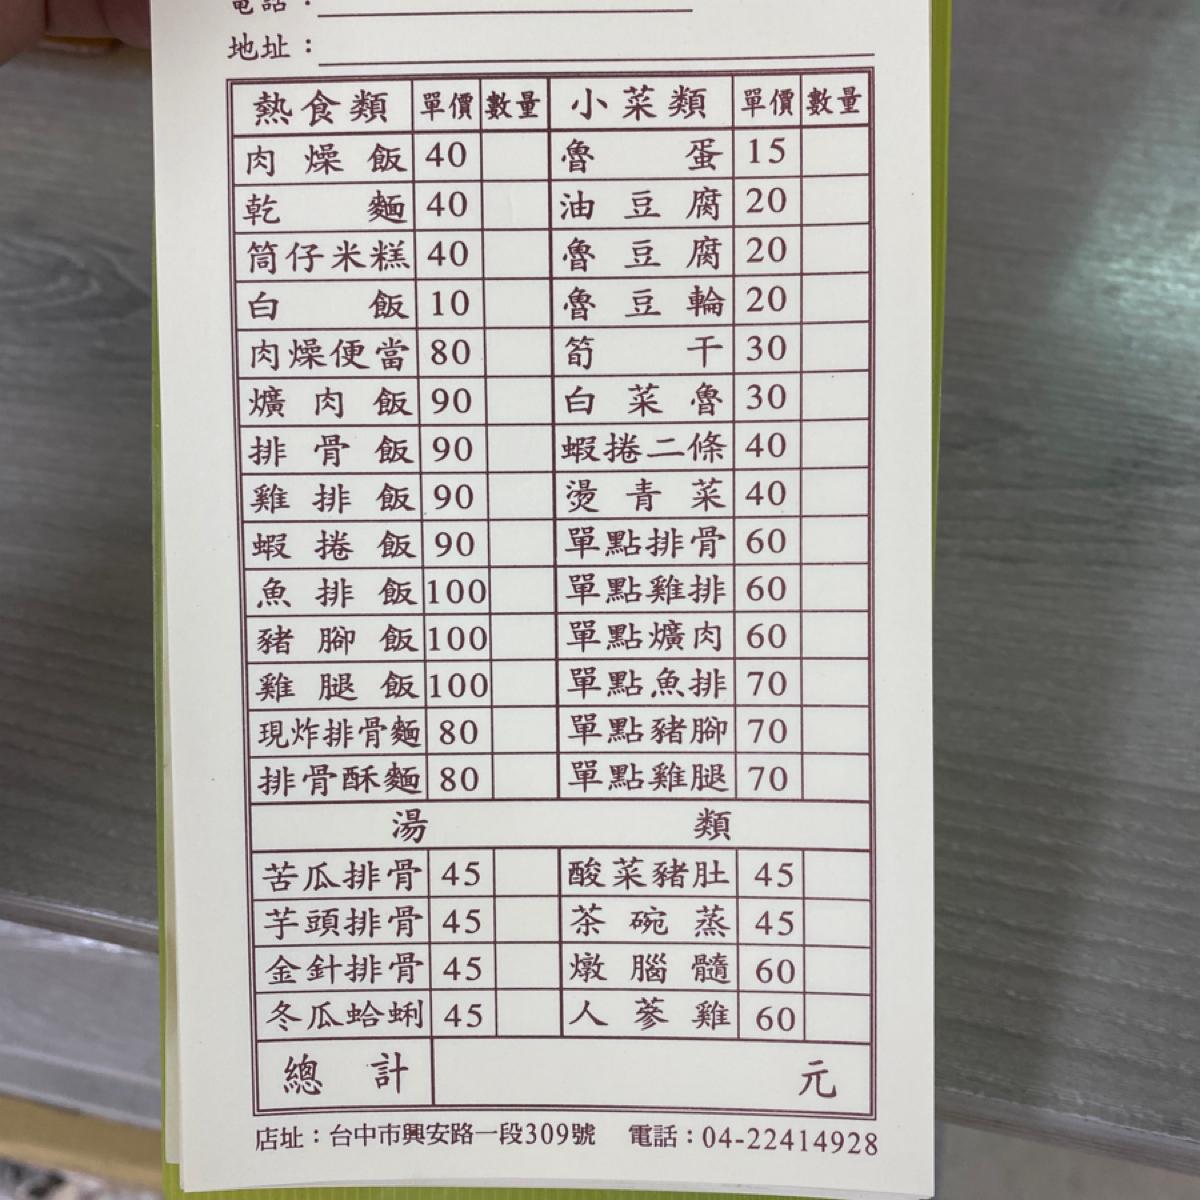 電話：
地址：
熱食類 單價 數量 小菜類 單價 數量
肉燥飯 40 魯蛋 15
乾麵 40 油豆腐 20
筒仔米糕 40 魯豆腐 20
白飯 10 魯豆輪 20
肉燥便當 80 筍干 30
爌肉飯 90 白菜魯 30
排骨飯 90 蝦捲二條 40
雞排飯 90 燙青菜 40
蝦捲飯 90 單點排骨 60
魚排飯 100 單點雞排 60
豬腳飯 100 單點爌肉 60
雞腿飯 100 單點魚排 70
現炸排骨麵 80 單點豬腳 70
排骨酥麵 80 單點雞腿 70
湯類
苦瓜排骨 45 酸菜豬肚 45
芋頭排骨 45 茶碗蒸 45
金針排骨 45 燉腦髓 60
冬瓜蛤蜊 45 人蔘雞 60
總計 元
店址：台中市興安路一段309號 電話：04-22414928